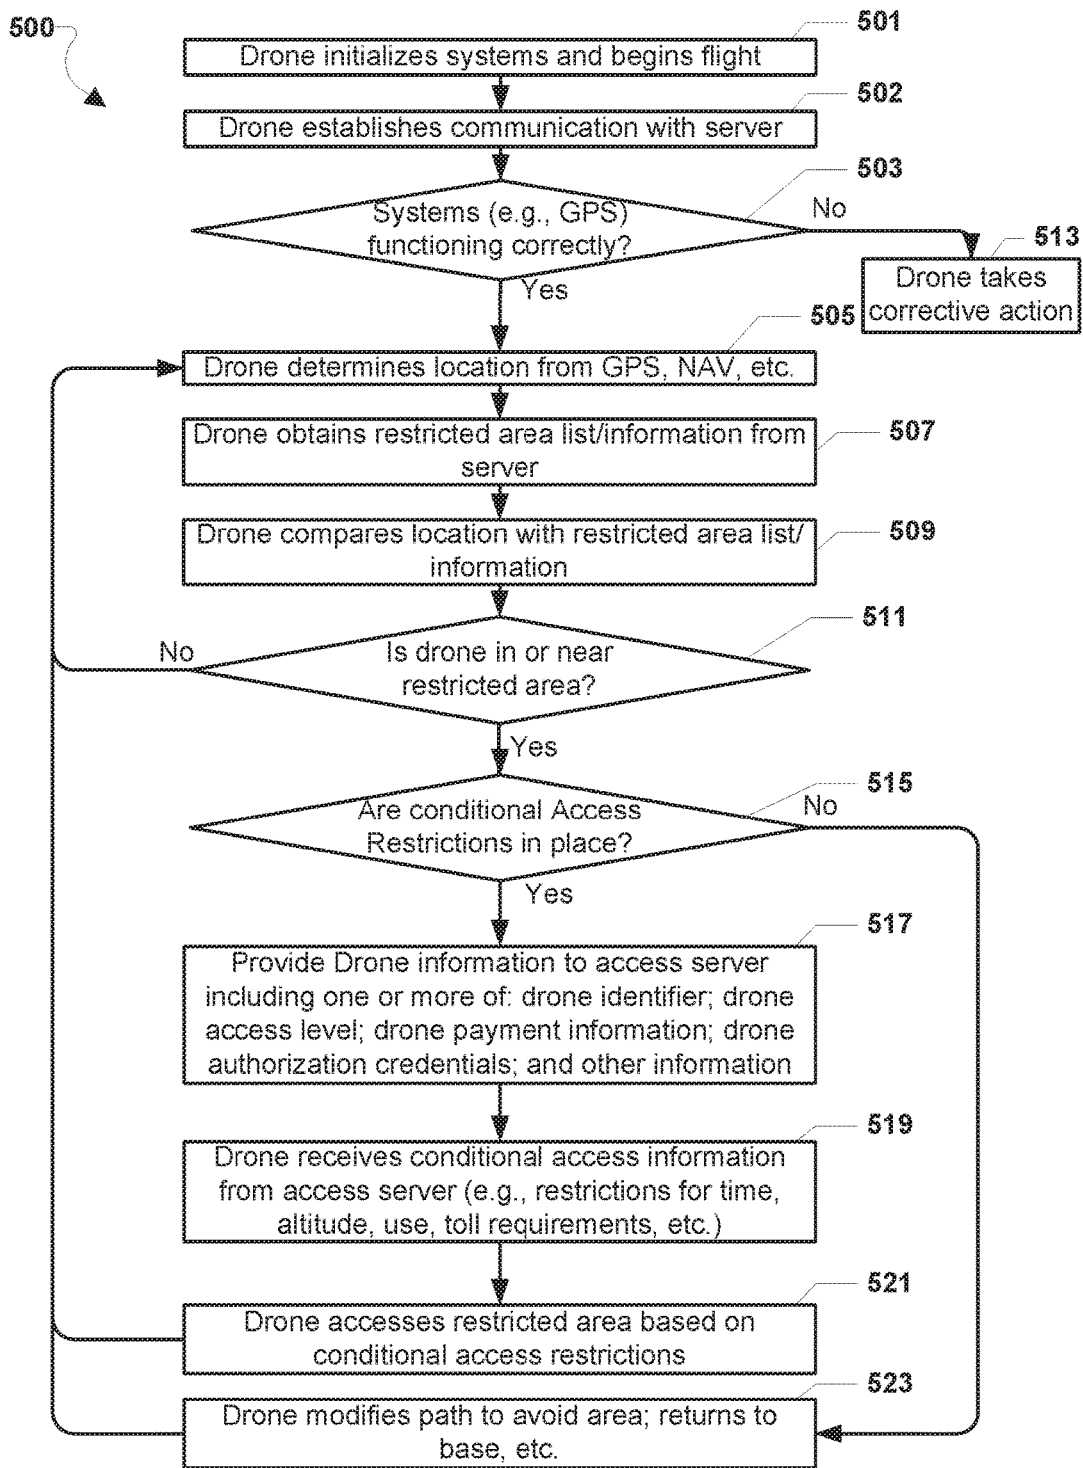 500
501
Drone initializes systems and begins flight
502
Drone establishes communication with server
503
Systems (e.g., GPS)
functioning correctly?
No
513
Drone takes
corrective action
Yes
505
Drone determines location from GPS, NAV, etc.
Drone obtains restricted area list/information from
server
507
Drone compares location with restricted area list/
information
509
511
Is drone in or near
restricted area?
No
Yes
515
Are conditional Access
Restrictions in place?
No
Yes
517
Provide Drone information to access server
including one or more of: drone identifier; drone
access level; drone payment information; drone
authorization credentials; and other information
519
Drone receives conditional access information
from access server (e.g., restrictions for time,
altitude, use, toll requirements, etc.)
521
Drone accesses restricted area based on
conditional access restrictions
523
Drone modifies path to avoid area; returns to
base, etc.